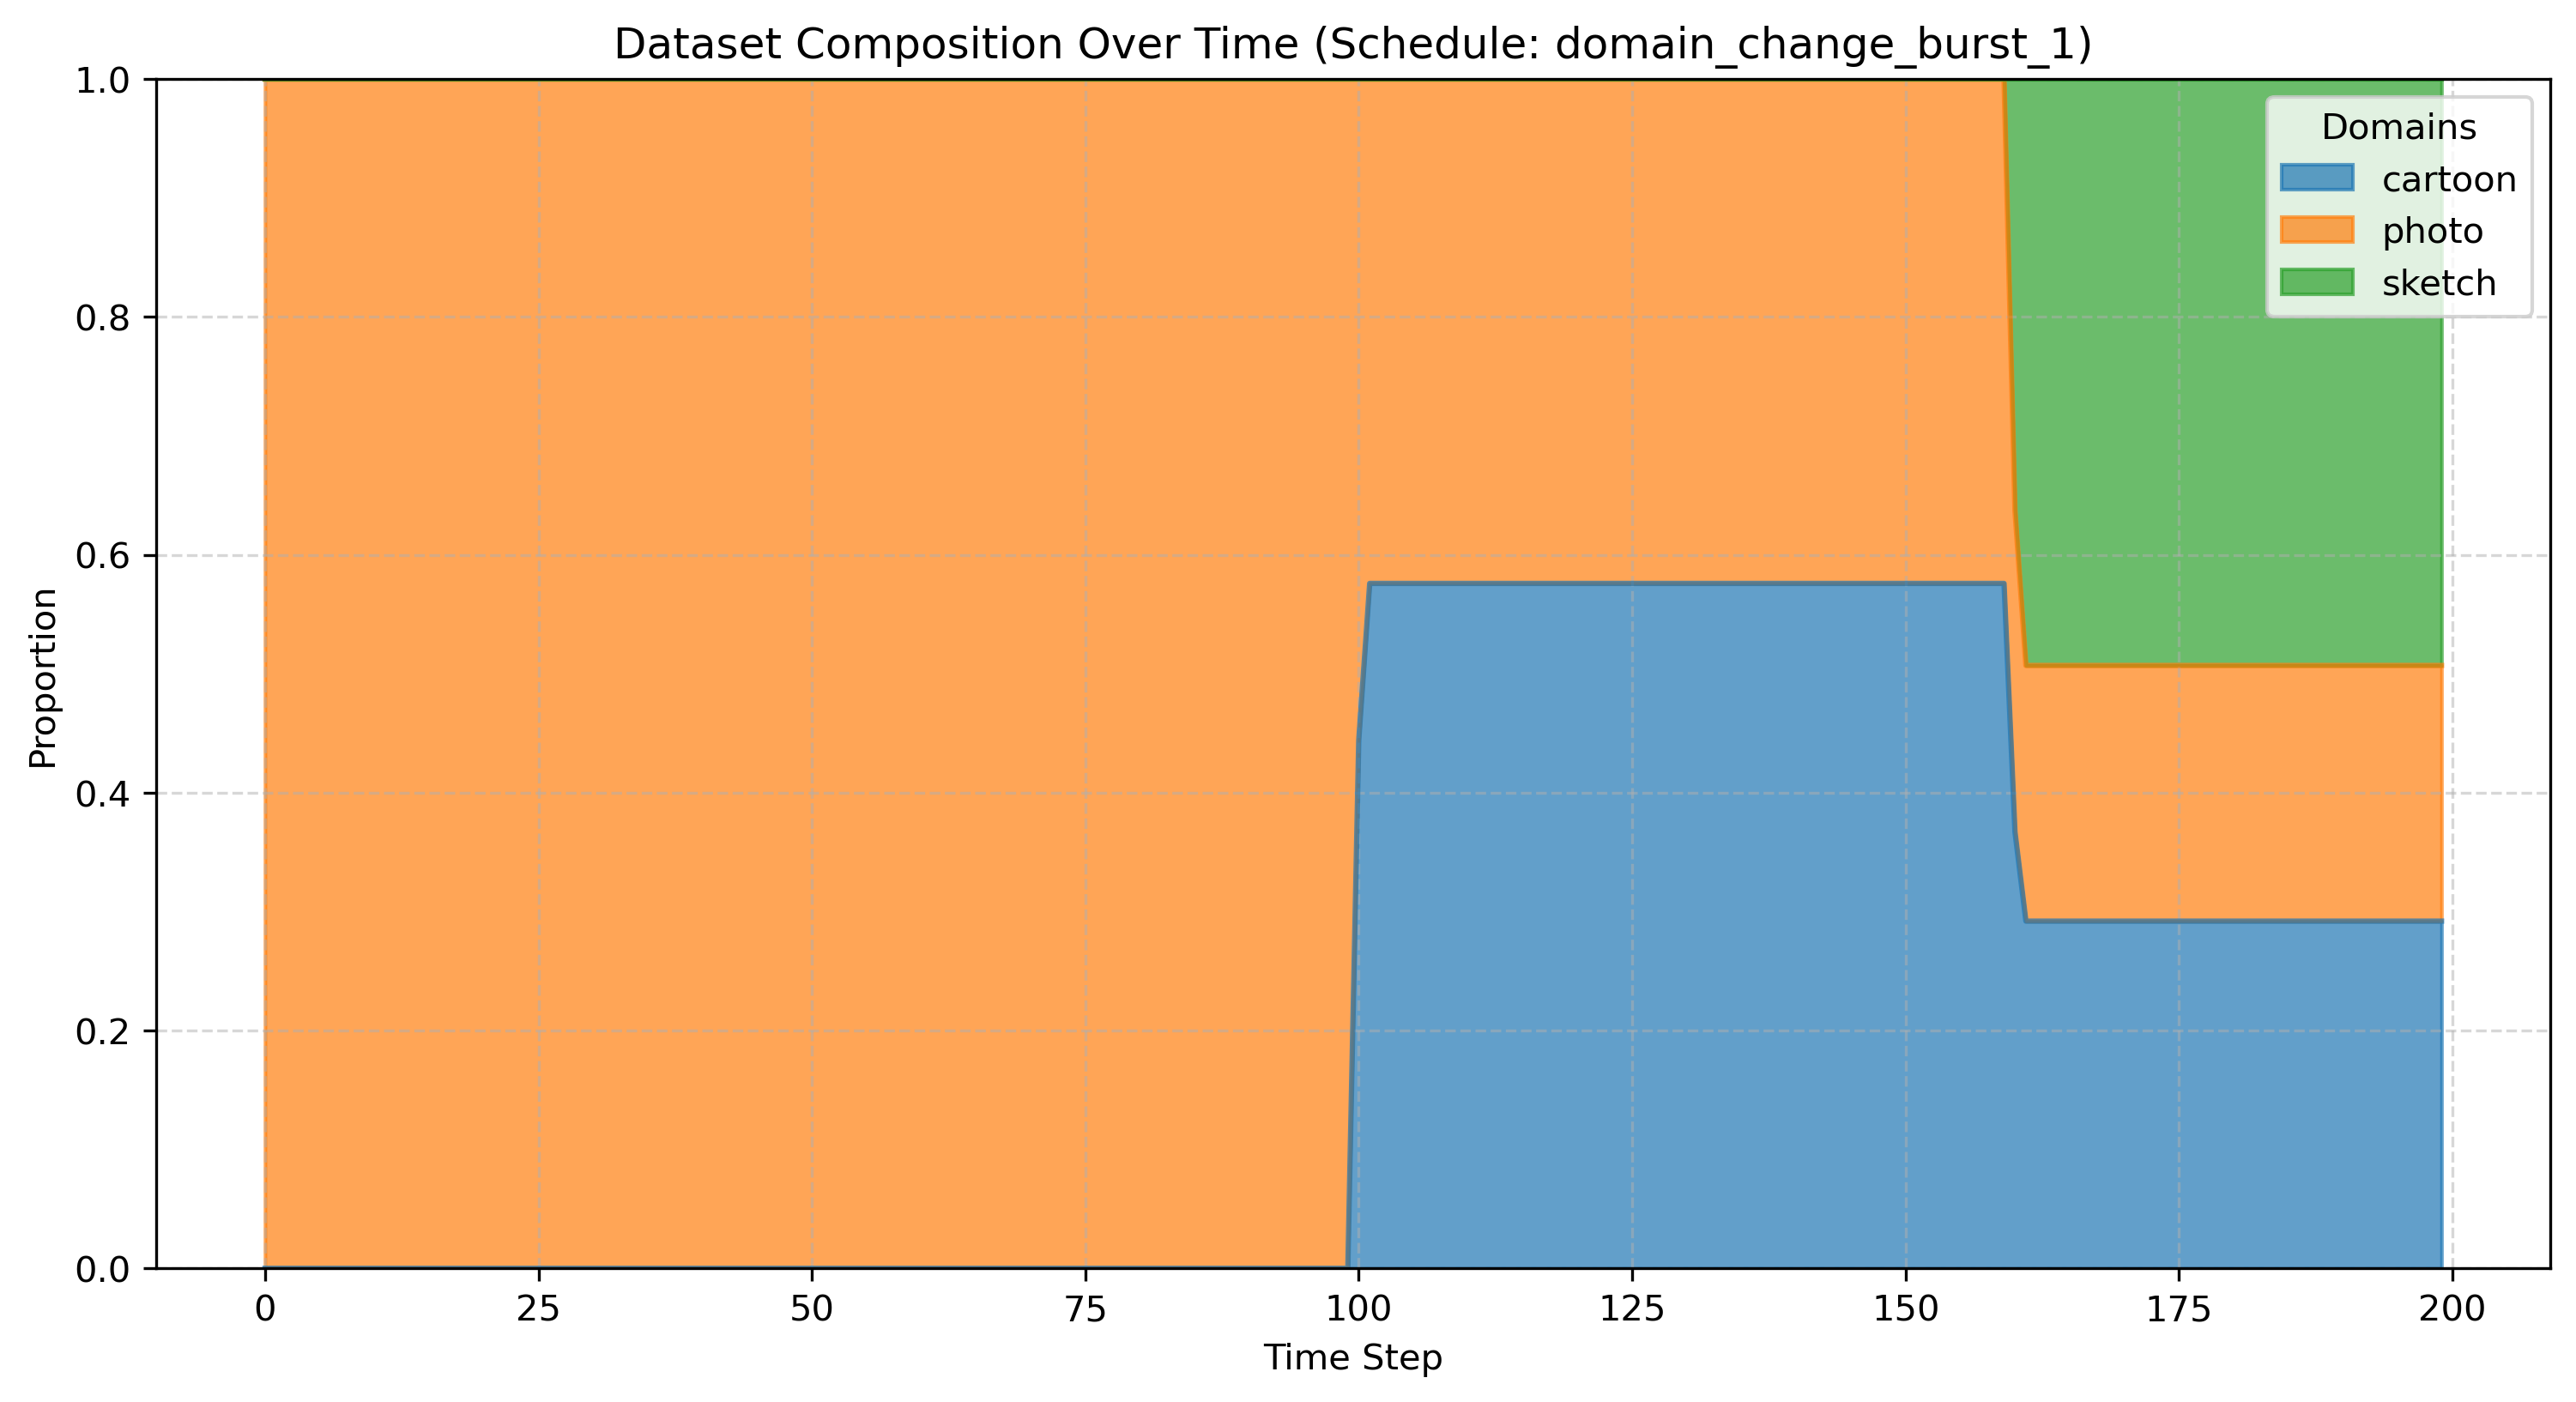 Dataset Composition Over Time (Schedule: domain_change_burst_1)
1.0
0.8
0.6
0.4
0.2
0.0
Proportion
Domains
cartoon
photo
sketch
0 25 50 75 100 125 150 175 200
Time Step